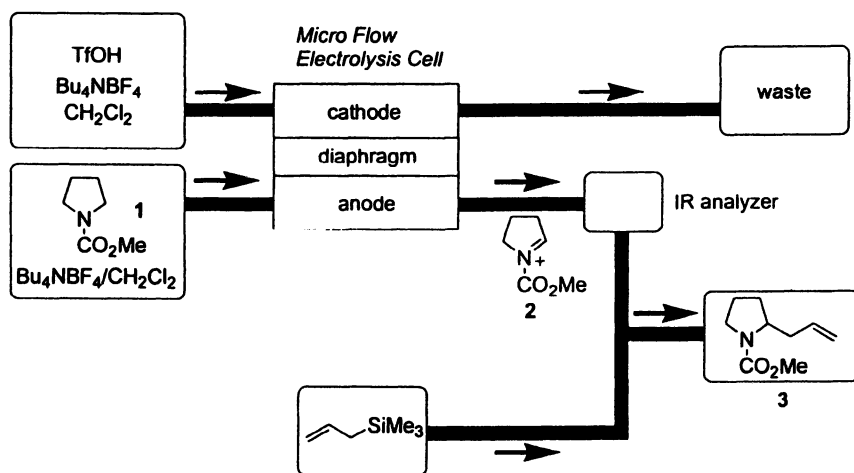 Micro Flow
Electrolysis Cell
TfOH
Bu4NBF4
CH2Cl2
cathode
waste
diaphragm
anode
N
1
CO2Me
Bu4NBF4/CH2Cl2
IR analyzer
N
+
CO2Me
2
N
CO2Me
3
SiMe3